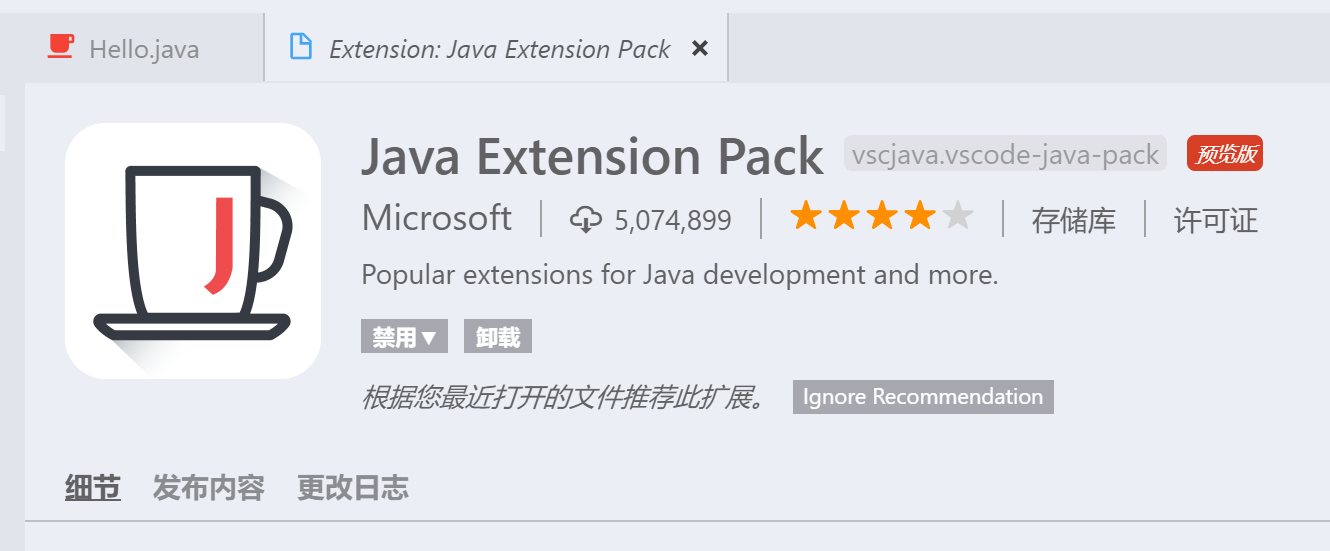 Hello.java Extension: Java Extension Pack
Java Extension Pack vscjava.vscode-java-pack 预览版
Microsoft 5,074,899 存储库 许可证
Popular extensions for Java development and more.
禁用 卸载
根据您最近打开的文件推荐此扩展。 Ignore Recommendation
细节 发布内容 更改日志